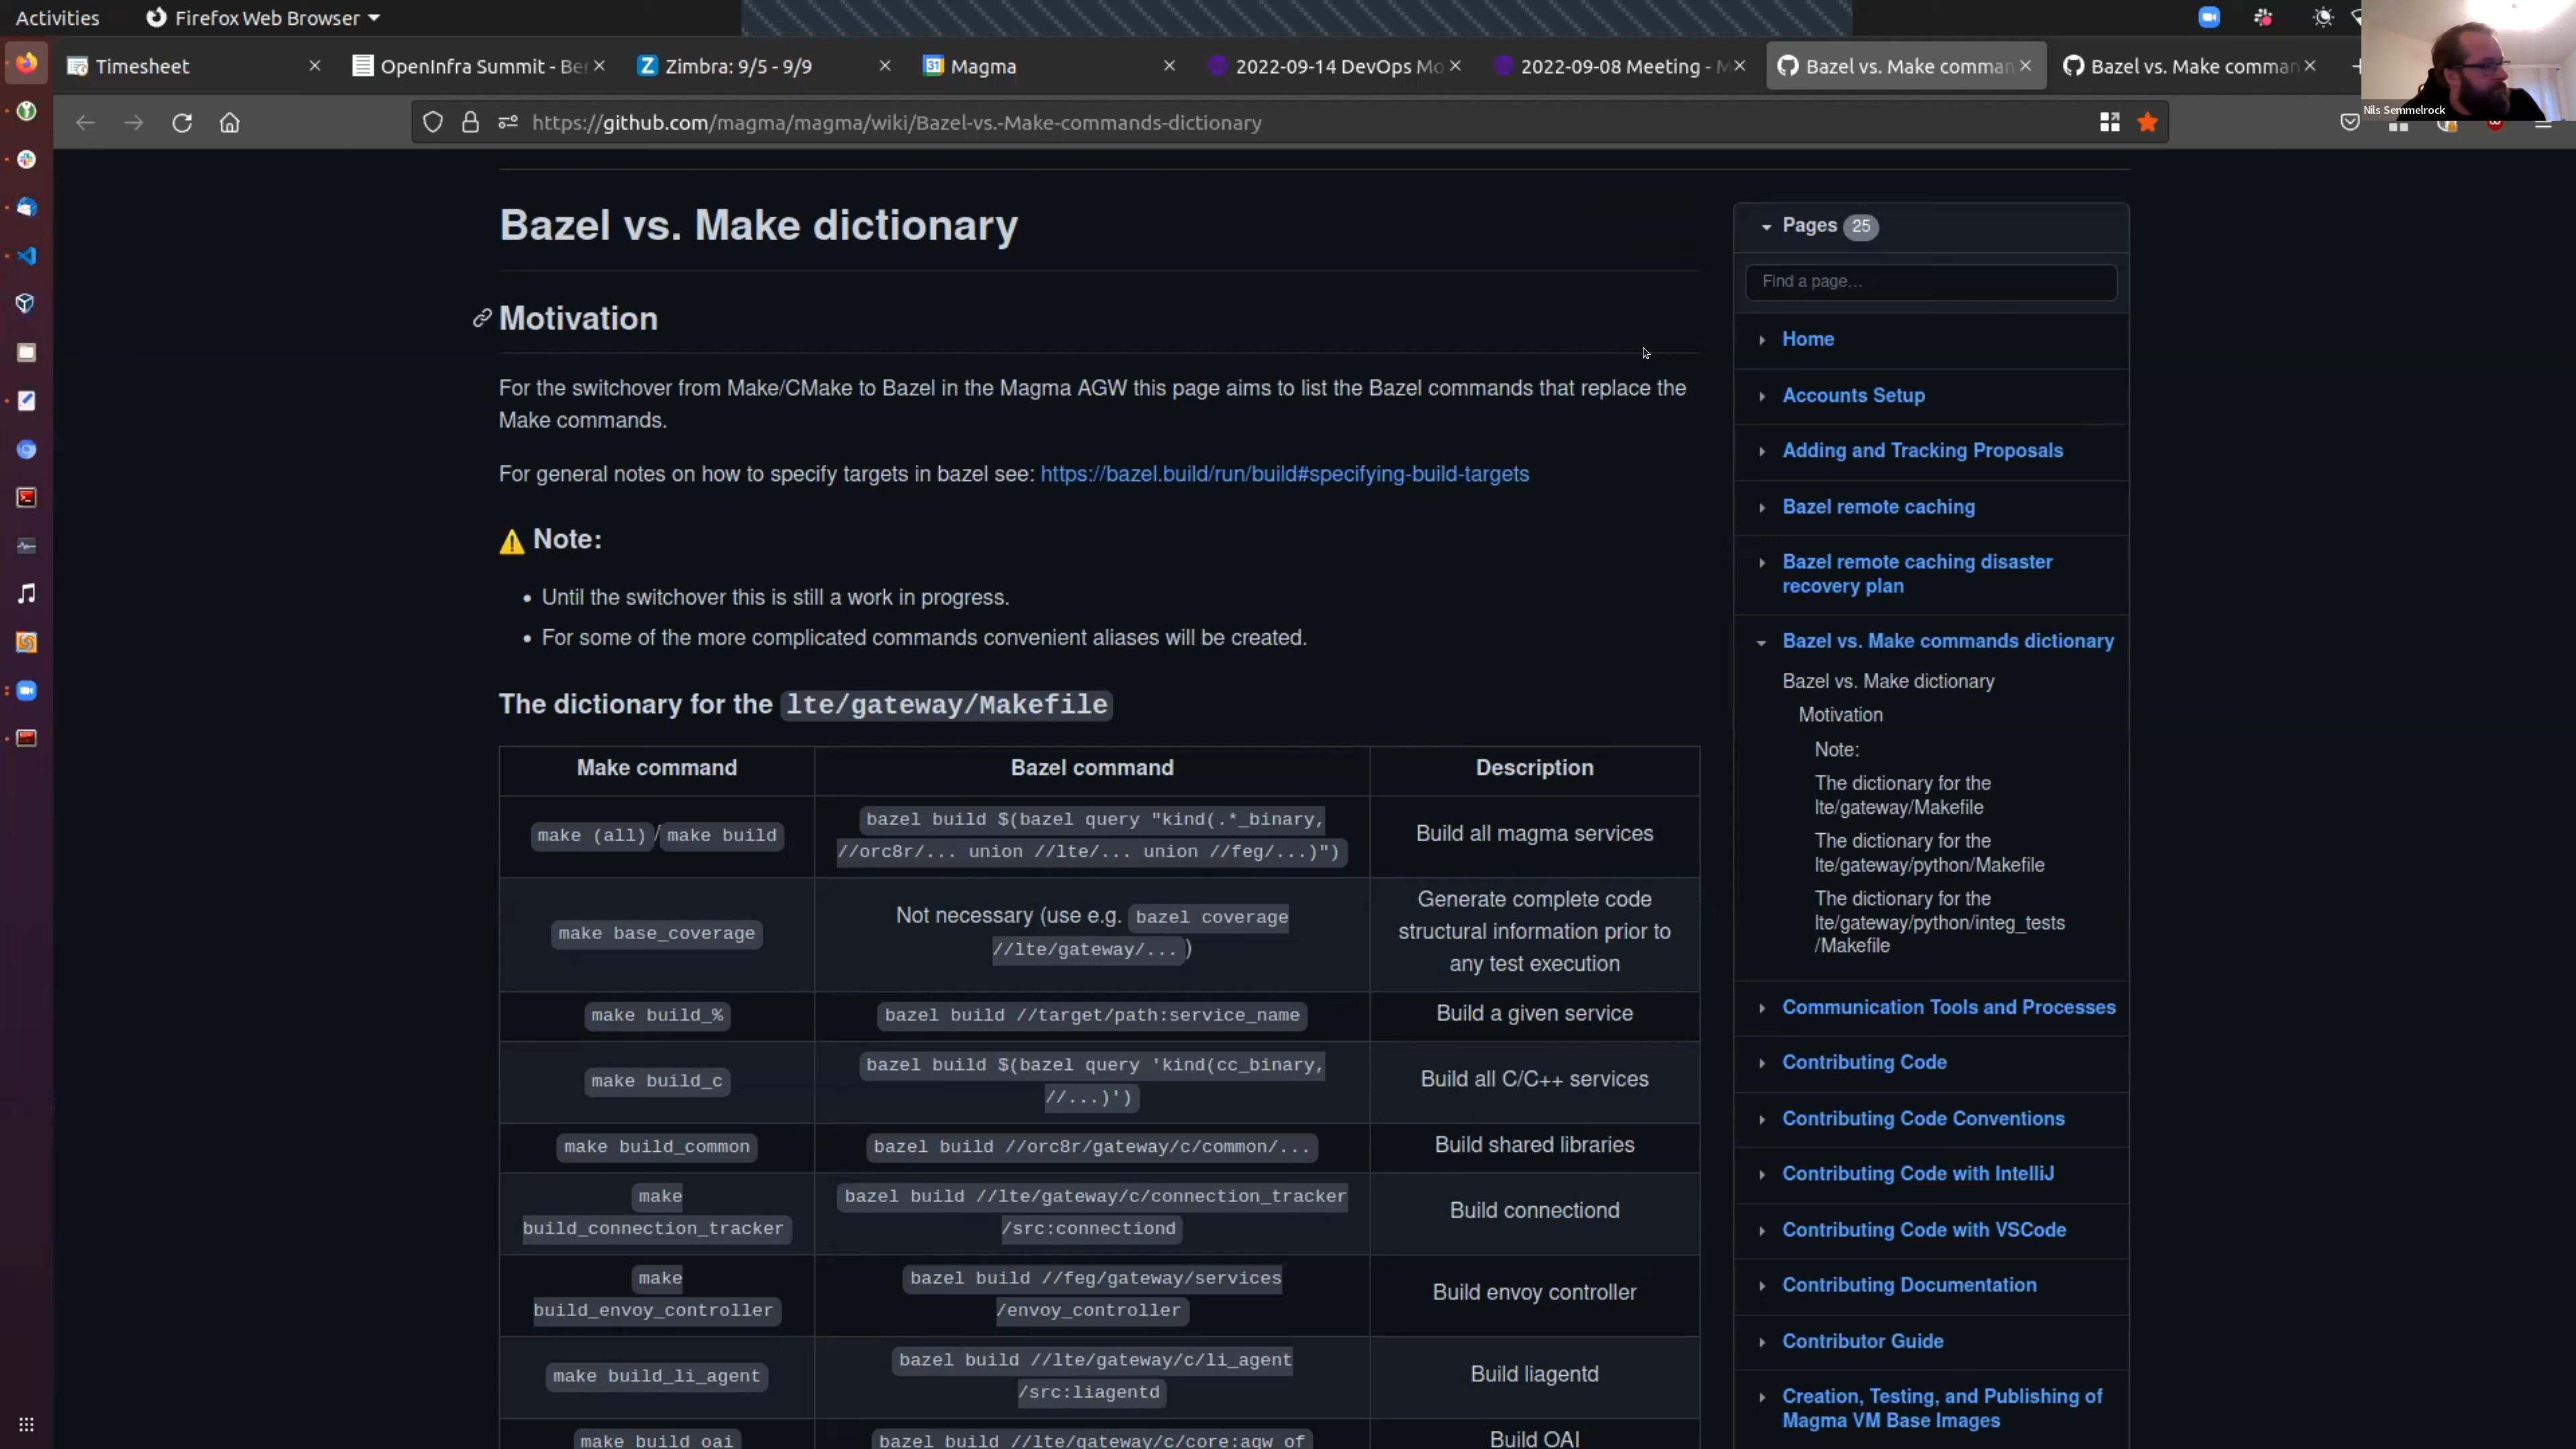 Activities
Firefox Web Browser
Timesheet
OpenInfra Summit - Be
Zimbra: 9/5 - 9/9
Magma
2022-09-14 DevOps Mo
2022-09-08 Meeting - M
Bazel vs. Make comman
Bazel vs. Make comman
Nils Semmelrock
https://github.com/magma/magma/wiki/Bazel-vs.-Make-commands-dictionary
Bazel vs. Make dictionary
Motivation
For the switchover from Make/CMake to Bazel in the Magma AGW this page aims to list the Bazel commands that replace the
Make commands.
For general notes on how to specify targets in bazel see: https://bazel.build/run/build#specifying-build-targets
Note:
• Until the switchover this is still a work in progress.
• For some of the more complicated commands convenient aliases will be created.
The dictionary for the lte/gateway/Makefile
Make command
Bazel command
Description
make (all) / make build
bazel build $(bazel query "kind(.*_binary,
//orc8r/... union //lte/... union //feg/...)")
Build all magma services
make base_coverage
Not necessary (use e.g. bazel coverage
//lte/gateway/... )
Generate complete code
structural information prior to
any test execution
make build_%
bazel build //target/path:service_name
Build a given service
make build_c
bazel build $(bazel query 'kind(cc_binary,
//...)')
Build all C/C++ services
make build_common
bazel build //orc8r/gateway/c/common/...
Build shared libraries
make
build_connection_tracker
bazel build //lte/gateway/c/connection_tracker
/src:connectiond
Build connectiond
make
build_envoy_controller
bazel build //feg/gateway/services
/envoy_controller
Build envoy controller
make build_li_agent
bazel build //lte/gateway/c/li_agent
/src:liagentd
Build liagentd
make build_oai
bazel build //lte/gateway/c/core:agw_of
Build OAI
Pages 25
Find a page…
Home
Accounts Setup
Adding and Tracking Proposals
Bazel remote caching
Bazel remote caching disaster
recovery plan
Bazel vs. Make commands dictionary
Bazel vs. Make dictionary
Motivation
Note:
The dictionary for the
lte/gateway/Makefile
The dictionary for the
lte/gateway/python/Makefile
The dictionary for the
lte/gateway/python/integ_tests
/Makefile
Communication Tools and Processes
Contributing Code
Contributing Code Conventions
Contributing Code with IntelliJ
Contributing Code with VSCode
Contributing Documentation
Contributor Guide
Creation, Testing, and Publishing of
Magma VM Base Images